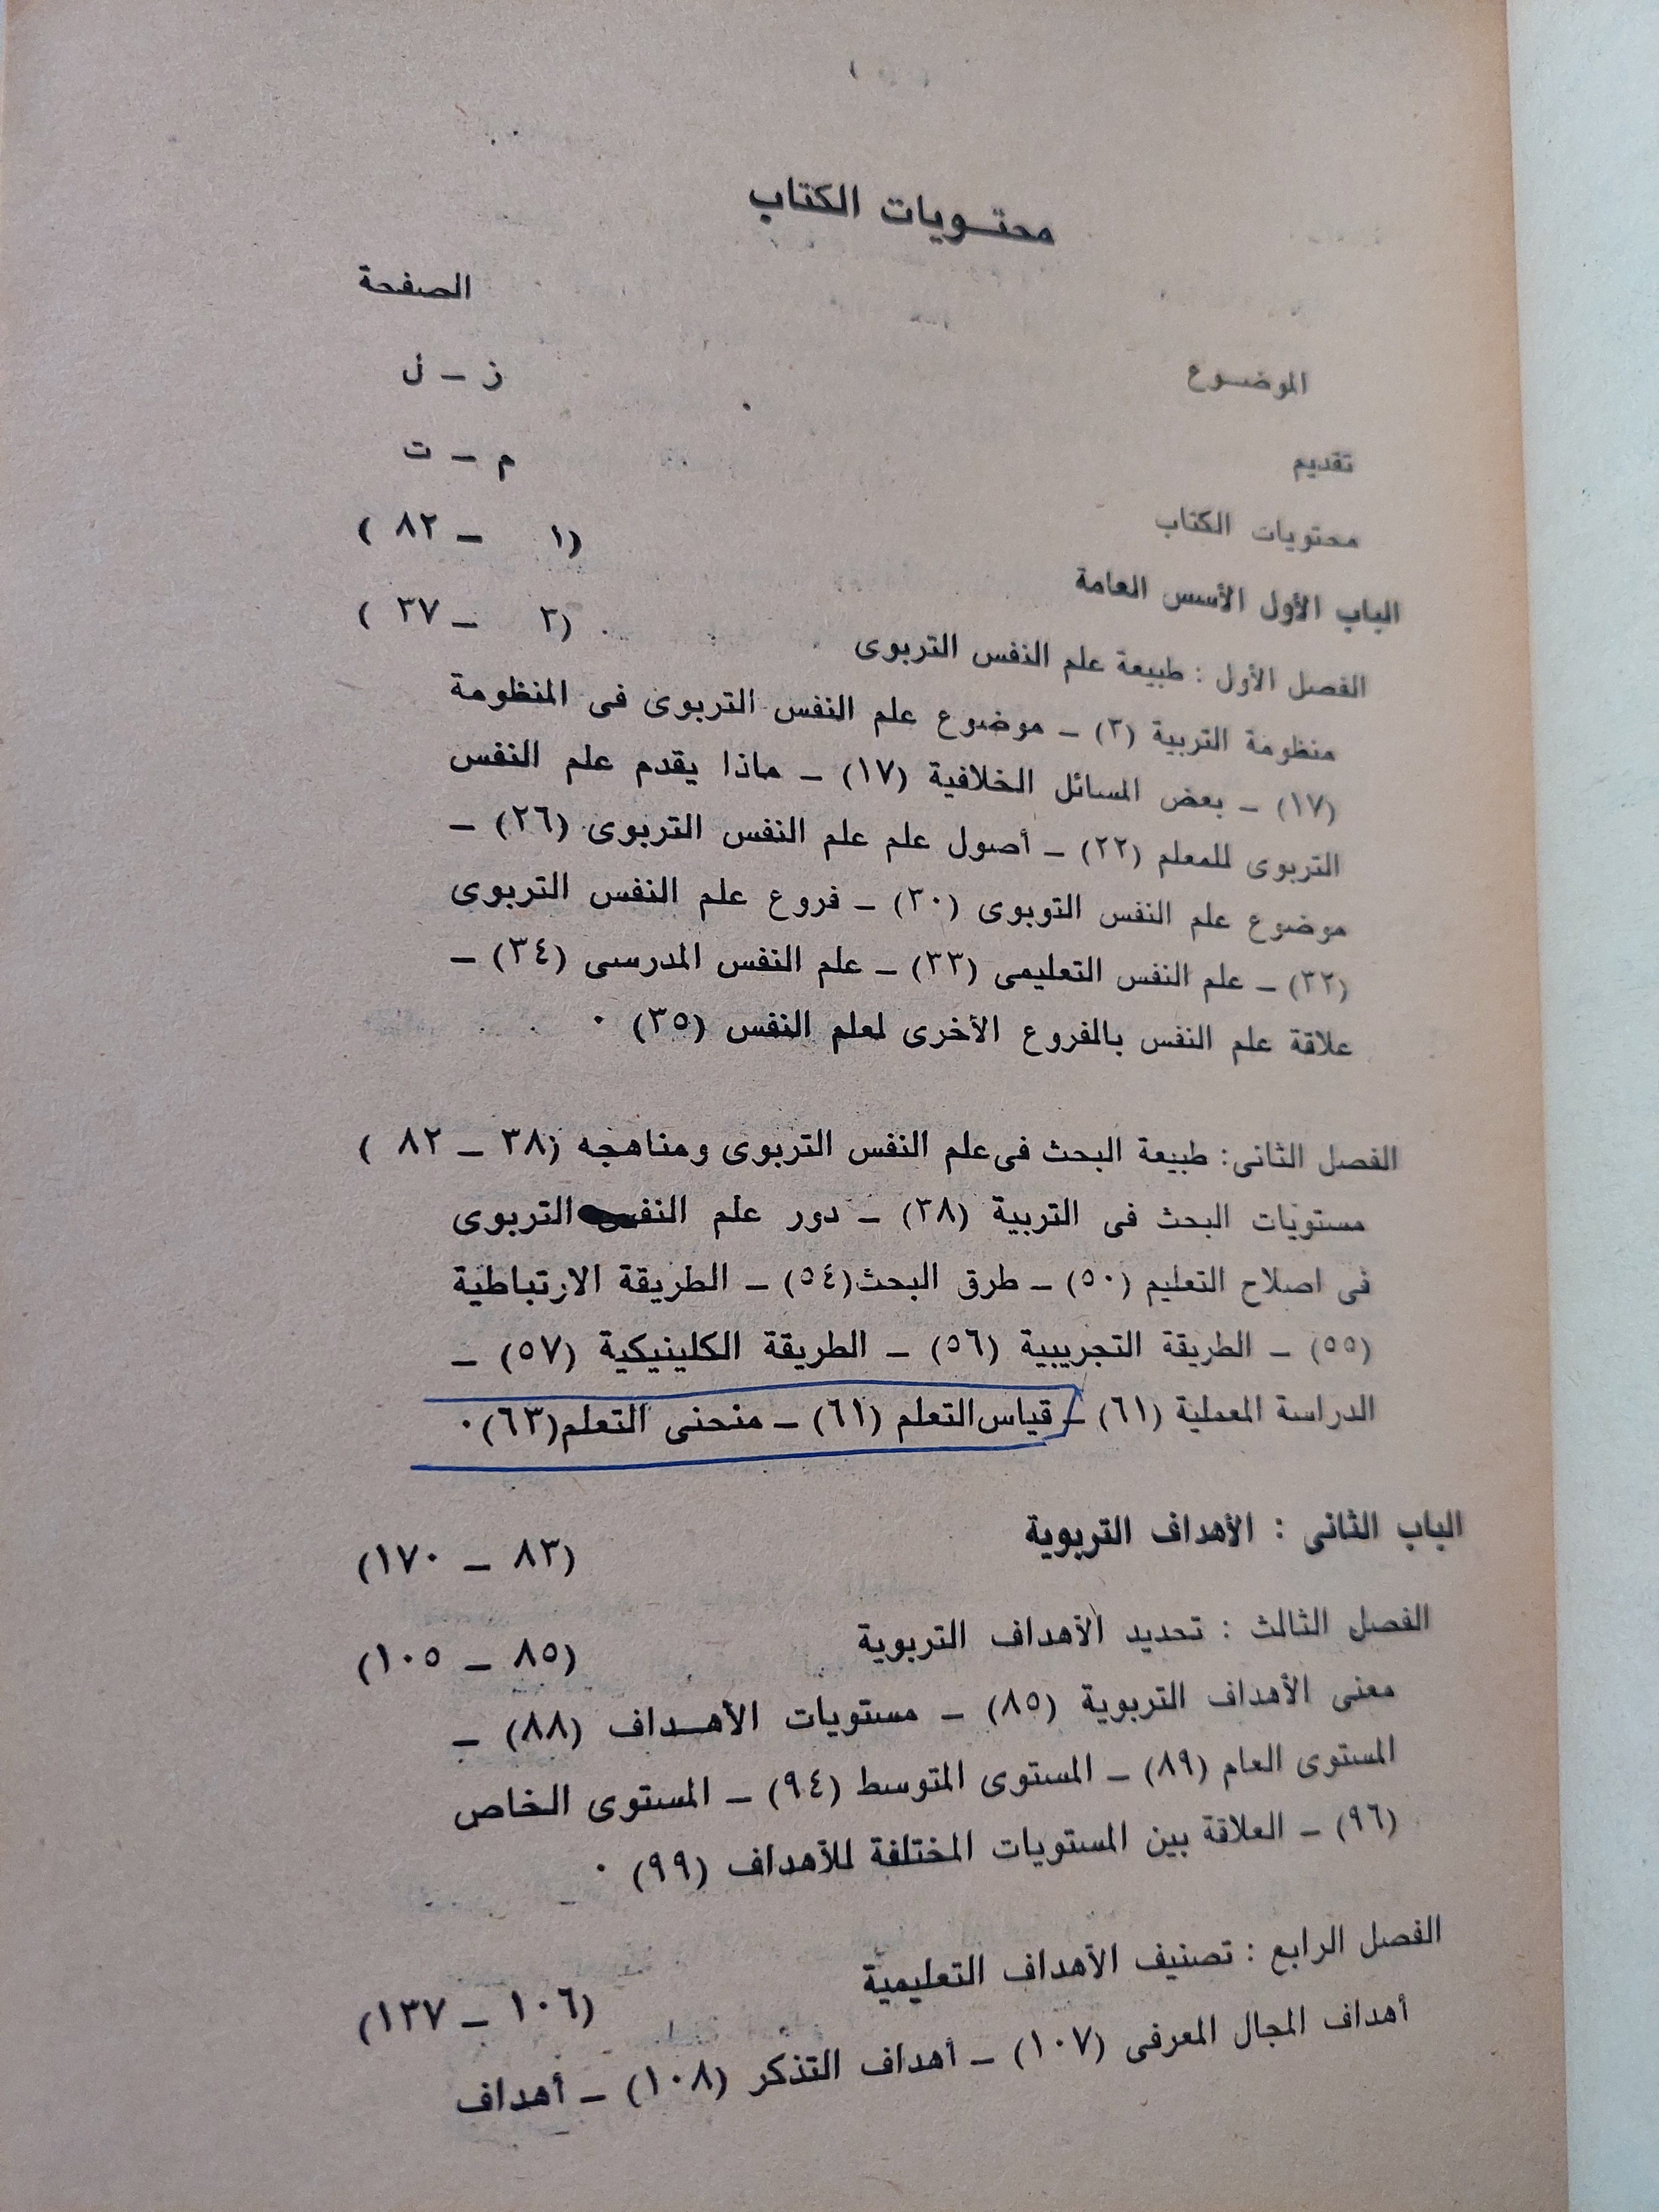 محتـويات الكتاب
الصفحة
الموضـوع ز - ل
تقديم م - ت
محتويات الكتاب (١ - ٨٢ )
الباب الأول الأسس العامة (٣ - ٣٧ )
الفصل الأول : طبيعة علم النفس التربوى
منظومة التربية (٣) - موضوع علم النفس التربوى فى المنظومة
(١٧) - بعض المسائل الخلافية (١٧) - ماذا يقدم علم النفس
التربوى للمعلم (٢٢) - أصول علم علم النفس التربوى (٢٦) -
موضوع علم النفس التوبوى (٣٠) - فروع علم النفس التربوى
(٣٢) - علم النفس التعليمى (٣٣) - علم النفس المدرسى (٣٤) -
علاقة علم النفس بالفروع الأخرى لعلم النفس (٣٥) ٠
الفصل الثانى: طبيعة البحث فى علم النفس التربوى ومناهجه (٣٨ - ٨٢ )
مستويات البحث فى التربية (٣٨) - دور علم النفس التربوى
فى اصلاح التعليم (٥٠) - طرق البحث(٥٤) - الطريقة الارتباطية
(٥٥) - الطريقة التجريبية (٥٦) - الطريقة الكلينيكية (٥٧) -
الدراسة المعملية (٦١) - قياس التعلم (٦١) - منحنى التعلم(٦٣)٠
الباب الثانى : الأهداف التربوية (٨٣ - ١٧٠)
الفصل الثالث : تحديد الأهداف التربوية (٨٥ - ١٠٥)
معنى الأهداف التربوية (٨٥) - مستويات الأهـداف (٨٨) -
المستوى العام (٨٩) - المستوى المتوسط (٩٤) - المستوى الخاص
(٩٦) - العلاقة بين المستويات المختلفة للأهداف (٩٩) ٠
الفصل الرابع : تصنيف الأهداف التعليمية (١٠٦ - ١٣٧)
أهداف المجال المعرفى (١٠٧) - أهداف التذكر (١٠٨) - أهداف